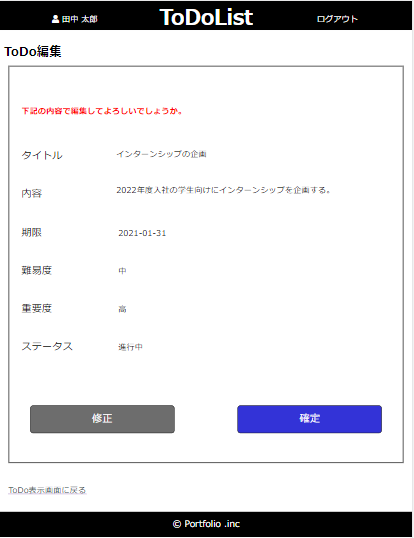 田中 太郎
ToDoList
ログアウト
ToDo編集
下記の内容で編集してよろしいでしょうか。
タイトル
インターンシップの企画
内容
2022年度入社の学生向けにインターンシップを企画する。
期限
2021-01-31
難易度
中
重要度
高
ステータス
進行中
修正
確定
ToDo表示画面に戻る
© Portfolio .inc